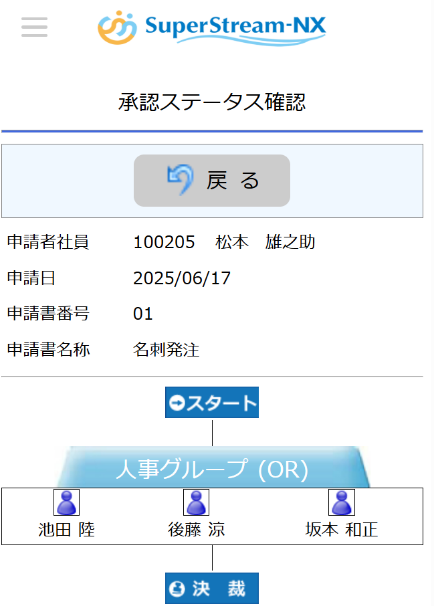 SuperStream-NX
承認ステータス確認
戻 る
申請者社員 100205 松本 雄之助
申請日 2025/06/17
申請書番号 01
申請書名称 名刺発注
スタート
人事グループ (OR)
池田 陸 後藤 涼 坂本 和正
決 裁